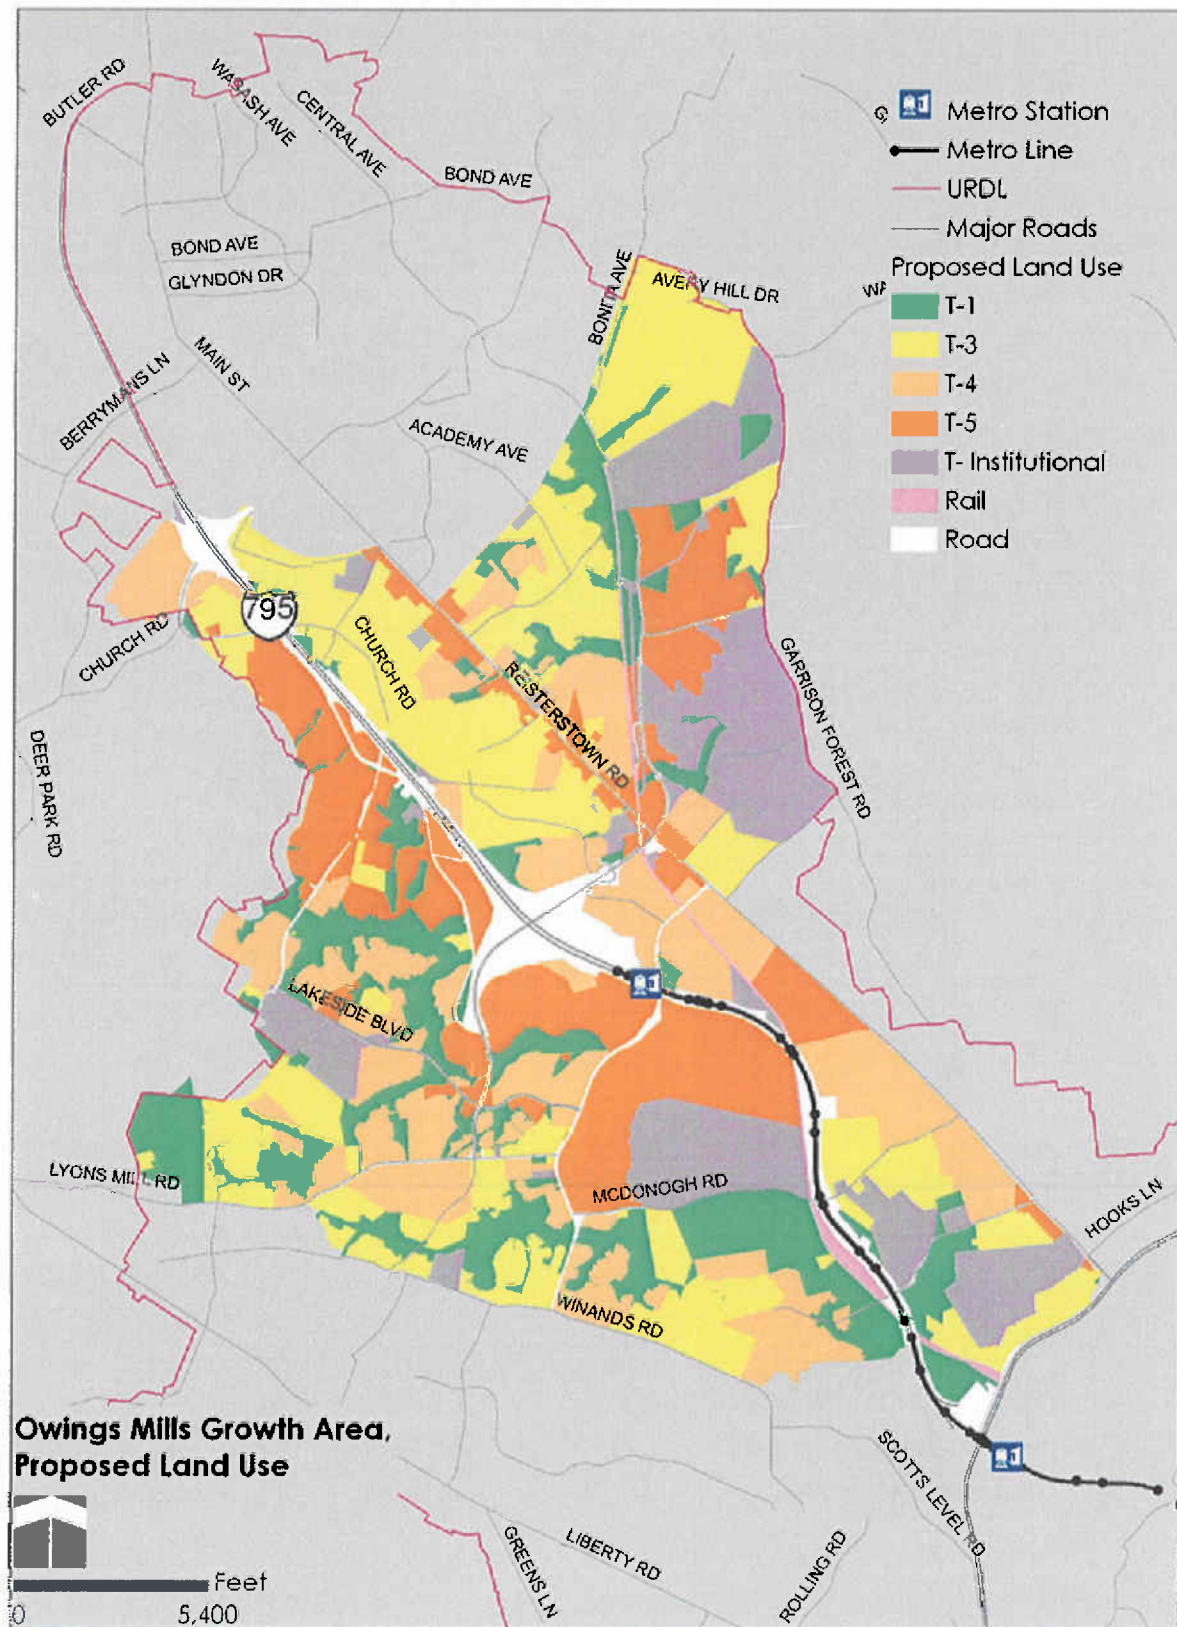 BUTLER RD
WABASH AVE
CENTRAL AVE
BOND AVE
BOND AVE
GLYNDON DR
BONITA AVE
AVERY HILL DR
MAIN ST
BERRYMANS LN
ACADEMY AVE
Metro Station
Metro Line
URDL
Major Roads
Proposed Land Use
T-1
T-3
T-4
T-5
T- Institutional
Rail
Road
795
CHURCH RD
CHURCH RD
REISTERSTOWN RD
GARRISON FOREST RD
DEER PARK RD
LAKESIDE BLVD
LYONS MILL RD
MCDONOGH RD
HOOKS LN
WINANDS RD
Owings Mills Growth Area,
Proposed Land Use
Feet
0 5,400
SCOTTS LEVEL RD
GREENS LN
LIBERTY RD
ROLLING RD